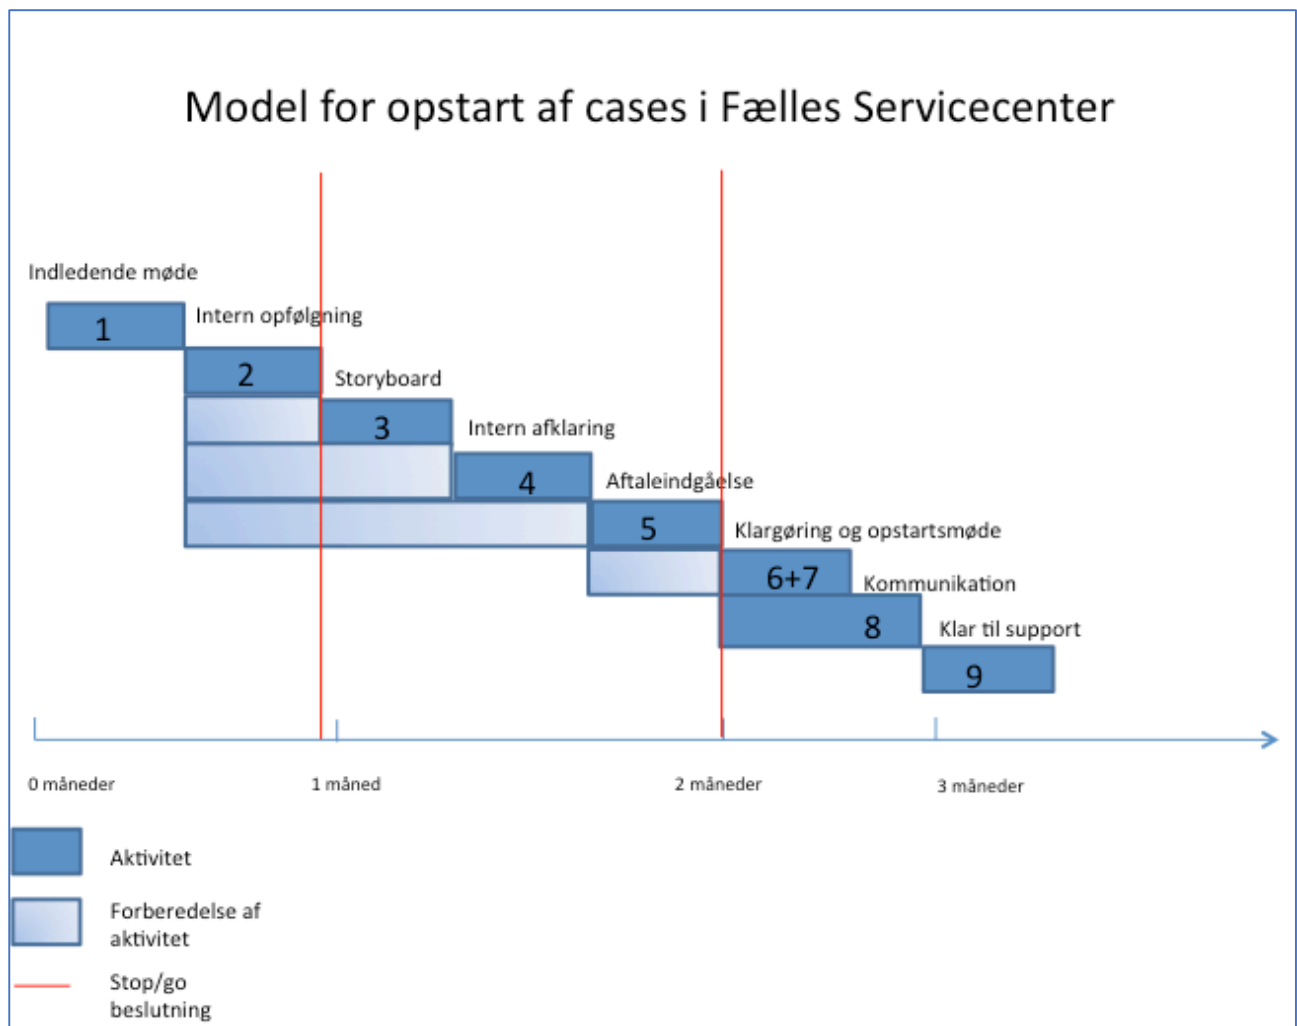 Model for opstart af cases i Fælles Servicecenter
Indledende møde
1
Intern opfølgning
2
Storyboard
3
Intern afklaring
4
Aftaleindgåelse
5
Klargøring og opstartsmøde
6+7
Kommunikation
8
Klar til support
9
0 måneder
1 måned
2 måneder
3 måneder
Aktivitet
Forberedelse af
aktivitet
Stop/go
beslutning